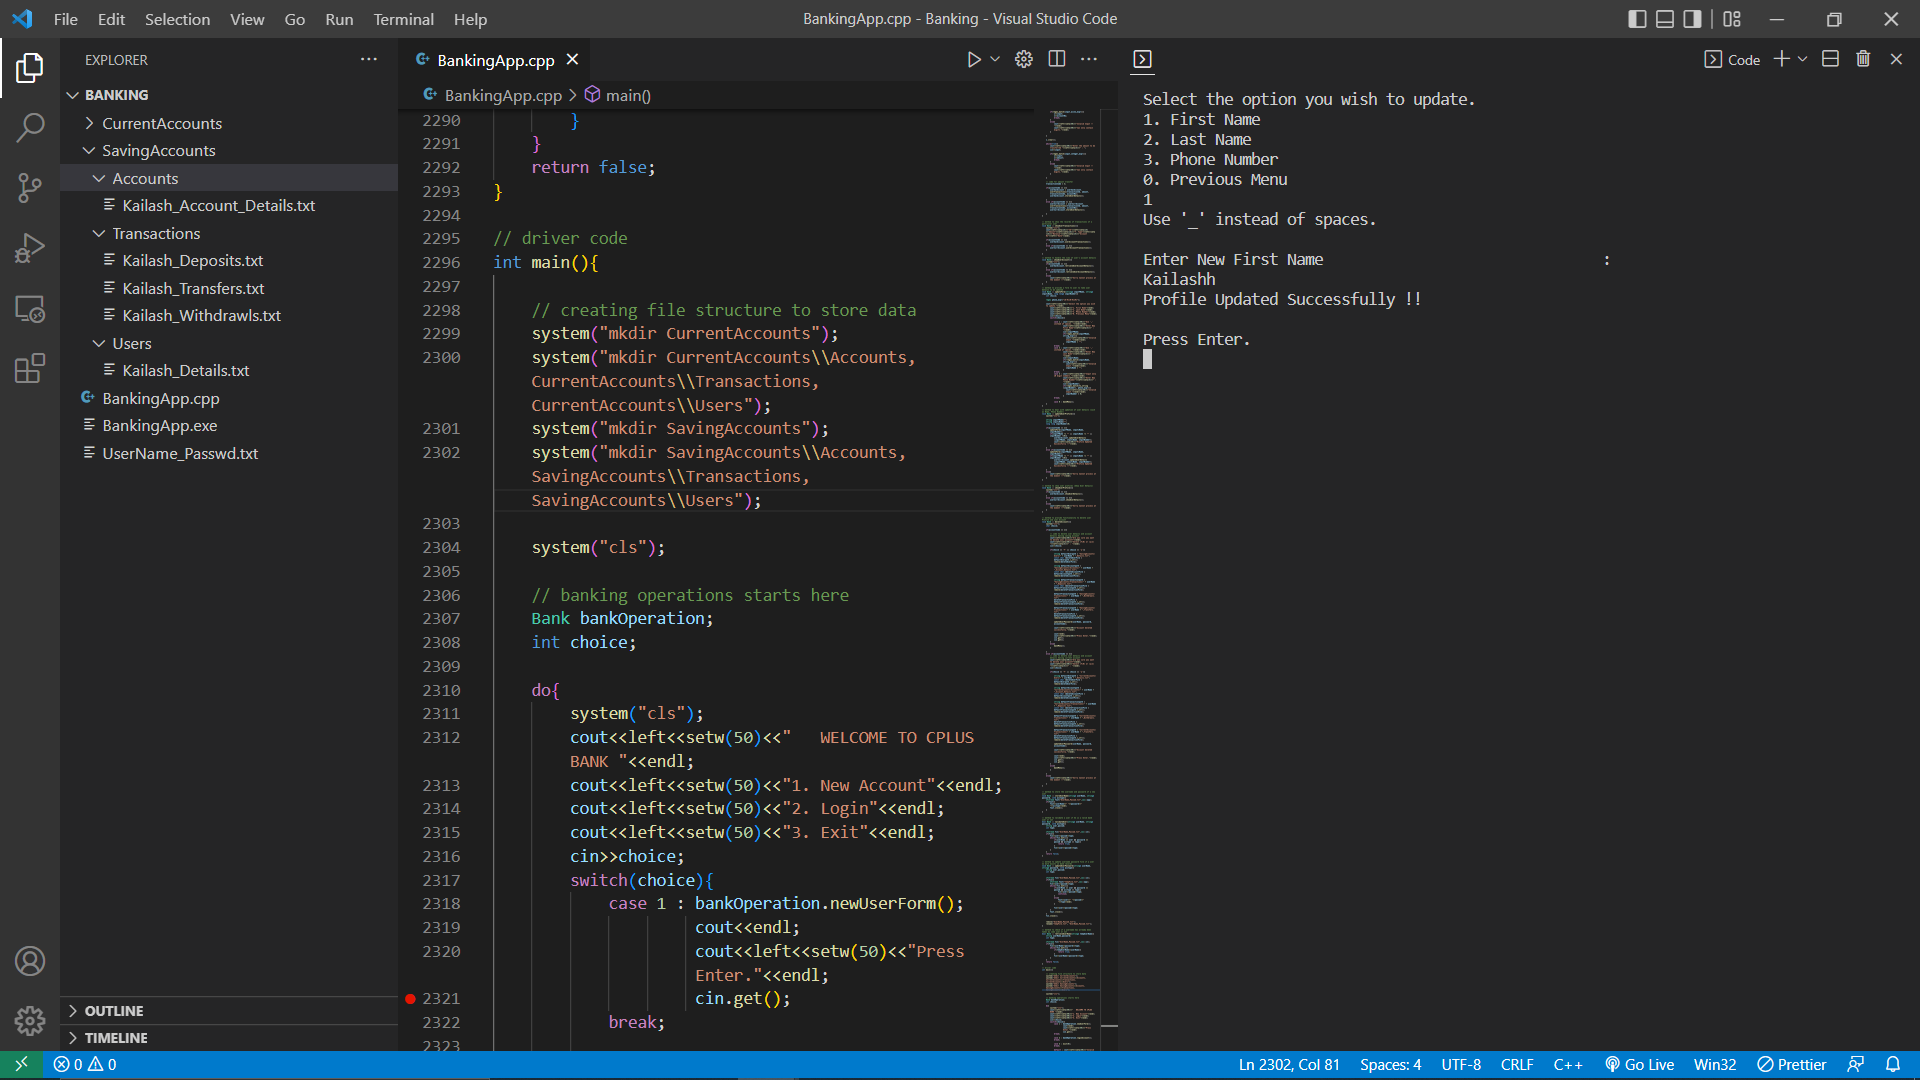 File Edit Selection View Go Run Terminal Help
BankingApp.cpp - Banking - Visual Studio Code
EXPLORER
BANKING
CurrentAccounts
SavingAccounts
Accounts
Kailash_Account_Details.txt
Transactions
Kailash_Deposits.txt
Kailash_Transfers.txt
Kailash_Withdrawls.txt
Users
Kailash_Details.txt
BankingApp.cpp
BankingApp.exe
UserName_Passwd.txt
OUTLINE
TIMELINE
BankingApp.cpp
BankingApp.cpp > main()
2290 }
2291 }
2292 return false;
2293 }
2294
2295 // driver code
2296 int main(){
2297
2298 // creating file structure to store data
2299 system("mkdir CurrentAccounts");
2300 system("mkdir CurrentAccounts\\Accounts,
CurrentAccounts\\Transactions,
CurrentAccounts\\Users");
2301 system("mkdir SavingAccounts");
2302 system("mkdir SavingAccounts\\Accounts,
SavingAccounts\\Transactions,
SavingAccounts\\Users");
2303
2304 system("cls");
2305
2306 // banking operations starts here
2307 Bank bankOperation;
2308 int choice;
2309
2310 do{
2311 system("cls");
2312 cout<<left<<setw(50)<<"   WELCOME TO CPLUS
BANK "<<endl;
2313 cout<<left<<setw(50)<<"1. New Account"<<endl;
2314 cout<<left<<setw(50)<<"2. Login"<<endl;
2315 cout<<left<<setw(50)<<"3. Exit"<<endl;
2316 cin>>choice;
2317 switch(choice){
2318 case 1 : bankOperation.newUserForm();
2319 cout<<endl;
2320 cout<<left<<setw(50)<<"Press
Enter."<<endl;
2321 cin.get();
2322 break;
2323
Code
Select the option you wish to update.
1. First Name
2. Last Name
3. Phone Number
0. Previous Menu
1
Use '_' instead of spaces.
Enter New First Name :
Kailashh
Profile Updated Successfully !!
Press Enter.
0 0
Ln 2302, Col 81 Spaces: 4 UTF-8 CRLF C++ Go Live Win32 Prettier